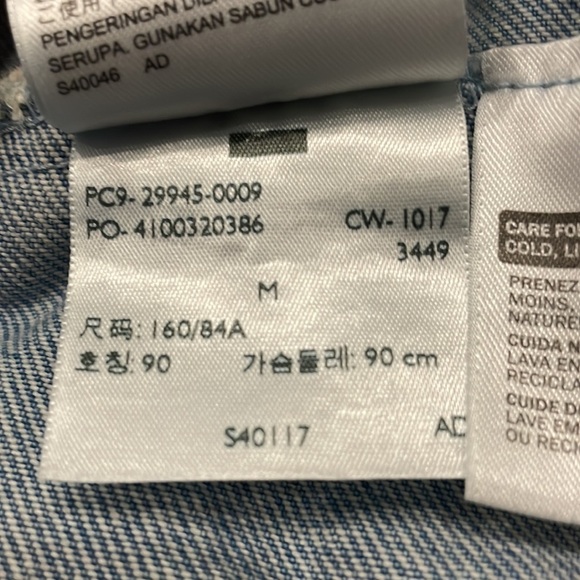 PENGERINGAN
SERUPA. GUNAKAN SABUN
S40046 AD
PC9-29945-0009
PO-4100320386 CW-1017
3449
M
尺码: 160/84A
호칭: 90 가슴둘레: 90 cm
S40117 AD
CARE FO
COLD, LI
PRENEZ
MOINS,
NATURE
CUIDA N
LAVA EN
RECICLA
CUIDE D
LAVE EM
OU RECI